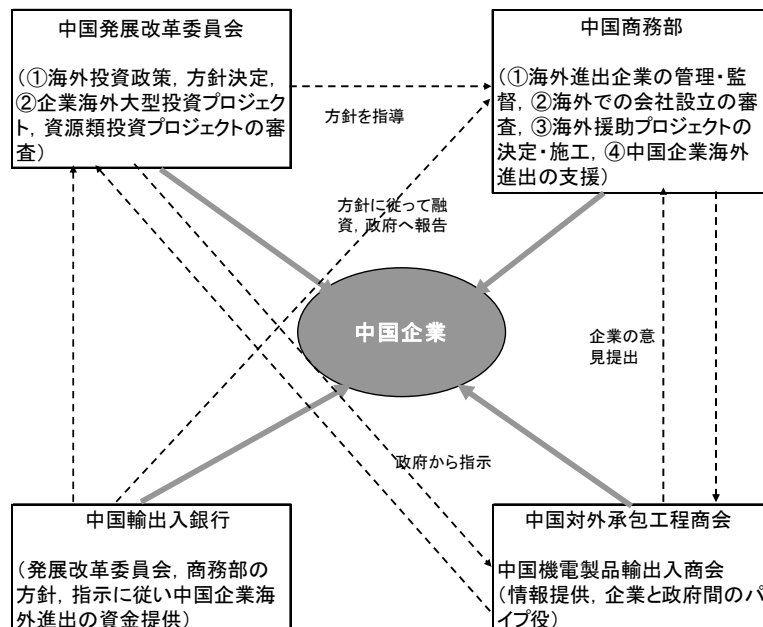 中国発展改革委員会
(①海外投資政策, 方針決定,
②企業海外大型投資プロジェク
ト, 資源類投資プロジェクトの審
査)
中国商務部
(①海外進出企業の管理・監
督, ②海外での会社設立の審
査, ③海外援助プロジェクトの
決定・施工, ④中国企業海外
進出の支援)
方針を指導
方針に従って融
資, 政府へ報告
中国企業
企業の意
見提出
政府から指示
中国輸出入銀行
(発展改革委員会, 商務部の
方針, 指示に従い中国企業海
外進出の資金提供)
中国対外承包工程商会
中国機電製品輸出入商会
(情報提供, 企業と政府間のパ
イプ役)